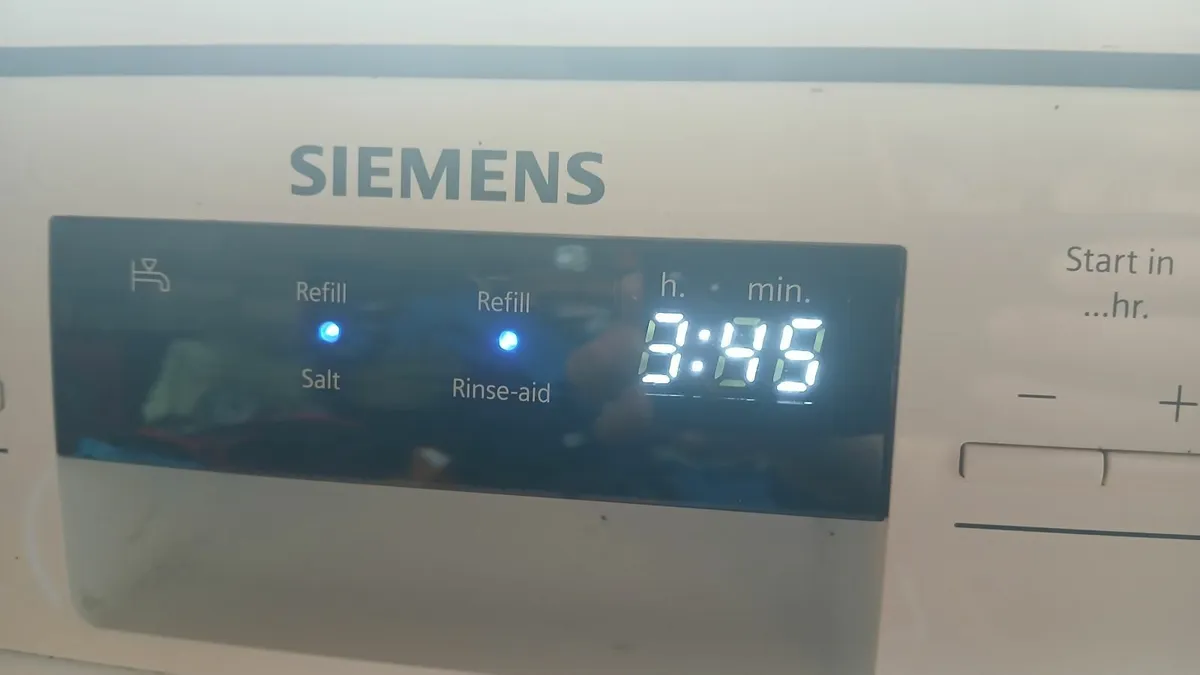 SIEMENS
Refill
Salt
Refill
Rinse-aid
h. min.
3:45
Start in
...hr.
− +